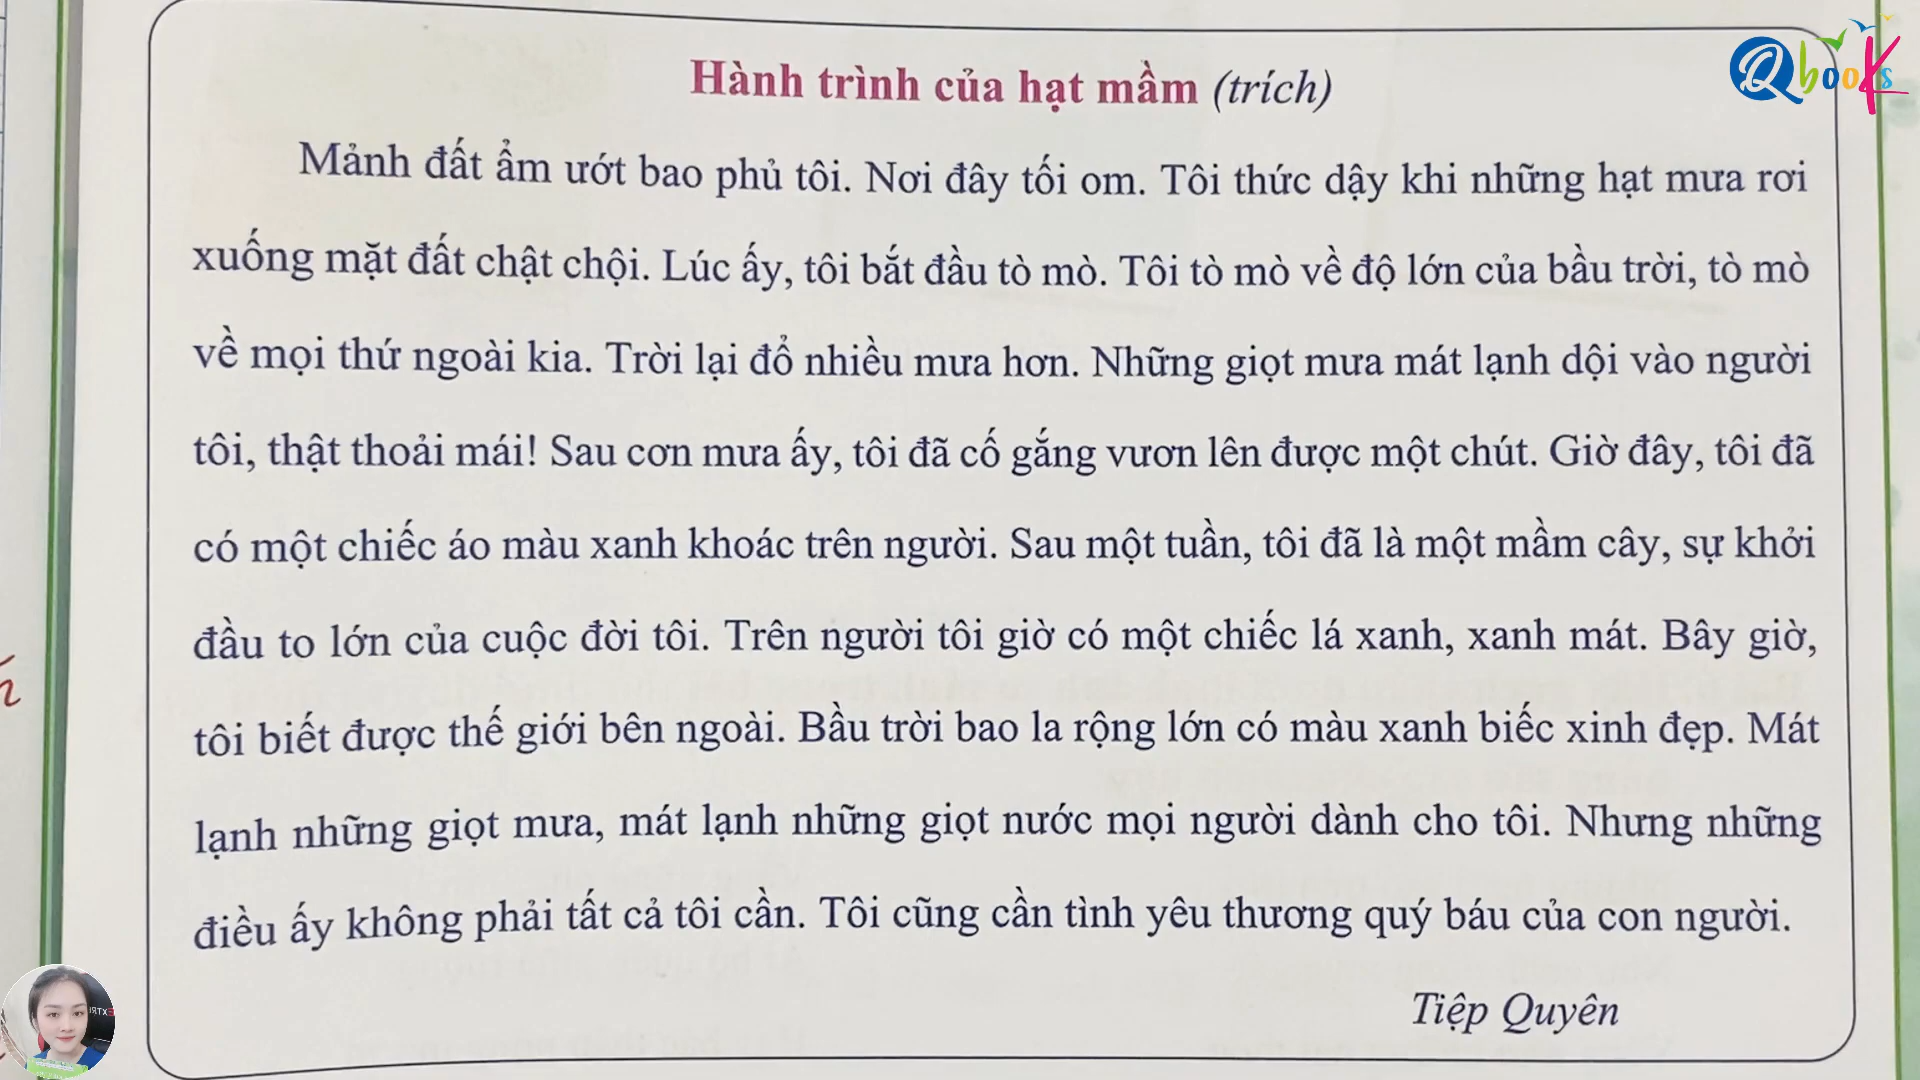 Qbooks
Hành trình của hạt mầm (trích)
Mảnh đất ẩm ướt bao phủ tôi. Nơi đây tối om. Tôi thức dậy khi những hạt mưa rơi
xuống mặt đất chật chội. Lúc ấy, tôi bắt đầu tò mò. Tôi tò mò về độ lớn của bầu trời, tò mò
về mọi thứ ngoài kia. Trời lại đổ nhiều mưa hơn. Những giọt mưa mát lạnh dội vào người
tôi, thật thoải mái! Sau cơn mưa ấy, tôi đã cố gắng vươn lên được một chút. Giờ đây, tôi đã
có một chiếc áo màu xanh khoác trên người. Sau một tuần, tôi đã là một mầm cây, sự khởi
đầu to lớn của cuộc đời tôi. Trên người tôi giờ có một chiếc lá xanh, xanh mát. Bây giờ,
tôi biết được thế giới bên ngoài. Bầu trời bao la rộng lớn có màu xanh biếc xinh đẹp. Mát
lạnh những giọt mưa, mát lạnh những giọt nước mọi người dành cho tôi. Nhưng những
điều ấy không phải tất cả tôi cần. Tôi cũng cần tình yêu thương quý báu của con người.
Tiệp Quyên